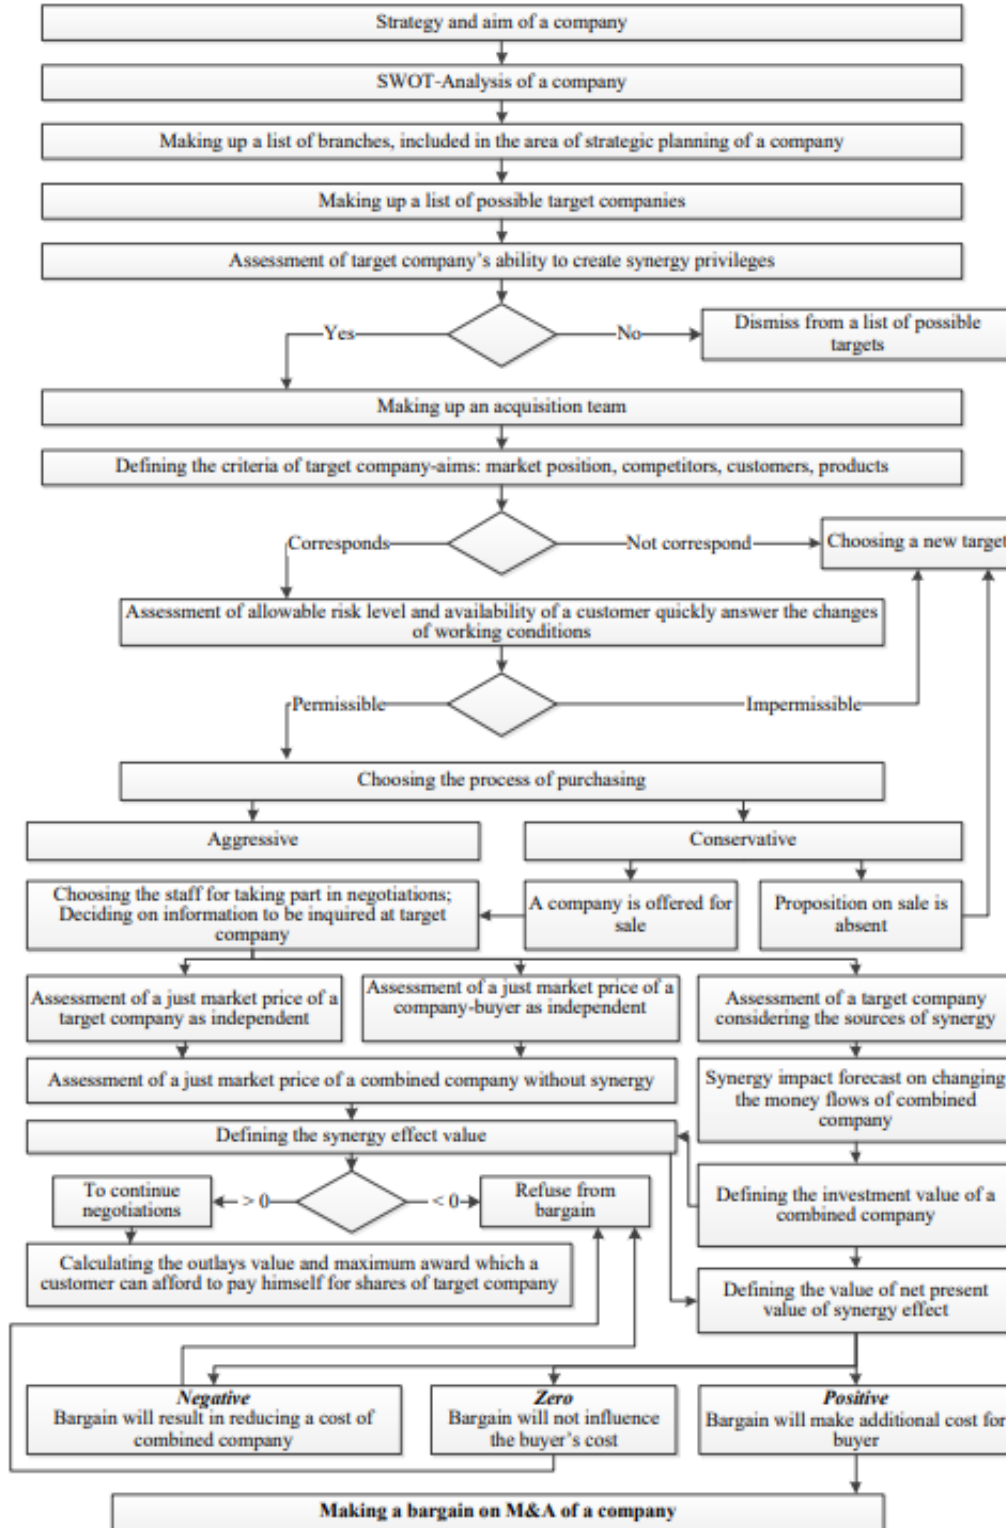 Strategy and aim of a company
SWOT-Analysis of a company
Making up a list of branches, included in the area of strategic planning of a company
Making up a list of possible target companies
Assessment of target company’s ability to create synergy privileges
Yes
No
Dismiss from a list of possible
targets
Making up an acquisition team
Defining the criteria of target company-aims: market position, competitors, customers, products
Corresponds
Not correspond
Choosing a new target
Assessment of allowable risk level and availability of a customer quickly answer the changes
of working conditions
Permissible
Impermissible
Choosing the process of purchasing
Aggressive
Conservative
Choosing the staff for taking part in negotiations;
Deciding on information to be inquired at target
company
A company is offered for
sale
Proposition on sale is
absent
Assessment of a just market price of a
target company as independent
Assessment of a just market price of a
company-buyer as independent
Assessment of a target company
considering the sources of synergy
Assessment of a just market price of a combined company without synergy
Synergy impact forecast on changing
the money flows of combined
company
Defining the synergy effect value
To continue
negotiations
> 0
< 0
Refuse from
bargain
Defining the investment value of a
combined company
Calculating the outlays value and maximum award which a
customer can afford to pay himself for shares of target company
Defining the value of net present
value of synergy effect
Negative
Bargain will result in reducing a cost of
combined company
Zero
Bargain will not influence
the buyer’s cost
Positive
Bargain will make additional cost for
buyer
Making a bargain on M&A of a company